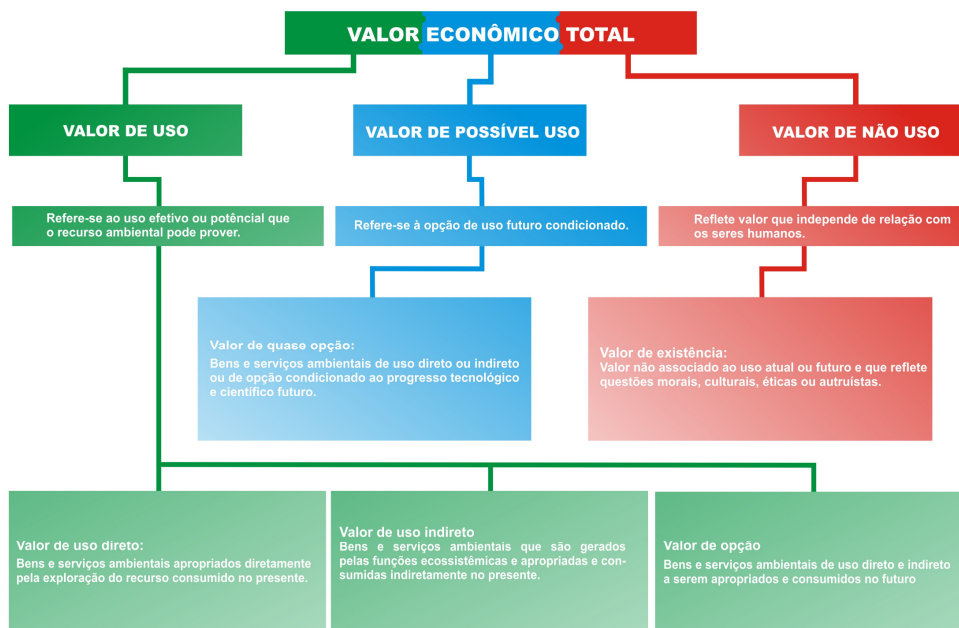 VALOR ECONÔMICO TOTAL
VALOR DE USO
VALOR DE POSSÍVEL USO
VALOR DE NÃO USO
Refere-se ao uso efetivo ou potêncial que
o recurso ambiental pode prover.
Refere-se à opção de uso futuro condicionado.
Reflete valor que independe de relação com
os seres humanos.
Valor de quase opção:
Bens e serviços ambientais de uso direto ou indireto
ou de opção condicionado ao progresso tecnológico
e científico futuro.
Valor de existência:
Valor não associado ao uso atual ou futuro e que reflete
questões morais, culturais, éticas ou autruístas.
Valor de uso direto:
Bens e serviços ambientais apropriados diretamente
pela exploração do recurso consumido no presente.
Valor de uso indireto
Bens e serviços ambientais que são gerados
pelas funções ecossistêmicas e apropriadas e con-
sumidas indiretamente no presente.
Valor de opção
Bens e serviços ambientais de uso direto e indireto
a serem apropriados e consumidos no futuro